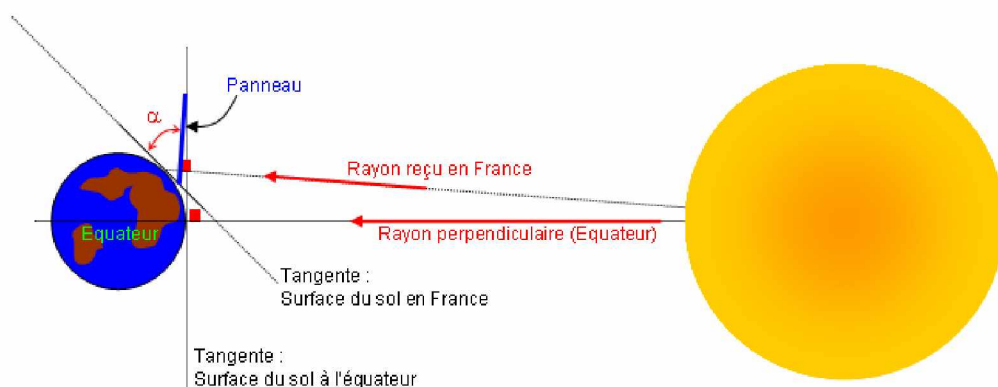 Panneau
α
Rayon reçu en France
Equateur
Rayon perpendiculaire (Equateur)
Tangente :
Surface du sol en France
Tangente :
Surface du sol à l'équateur